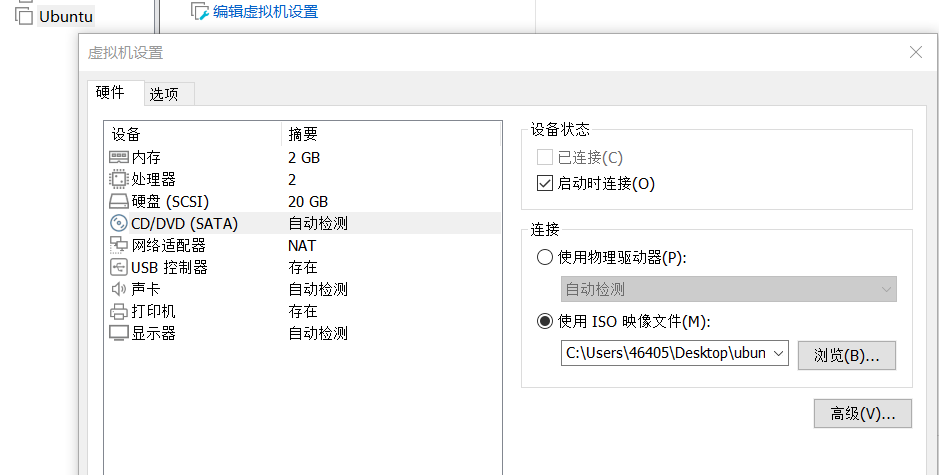 Ubuntu
编辑虚拟机设置
虚拟机设置
硬件 选项
设备 摘要
内存 2 GB
处理器 2
硬盘 (SCSI) 20 GB
CD/DVD (SATA) 自动检测
网络适配器 NAT
USB 控制器 存在
声卡 自动检测
打印机 存在
显示器 自动检测
设备状态
已连接(C)
启动时连接(O)
连接
使用物理驱动器(P):
自动检测
使用 ISO 映像文件(M):
C:\Users\46405\Desktop\ubun
浏览(B)...
高级(V)...